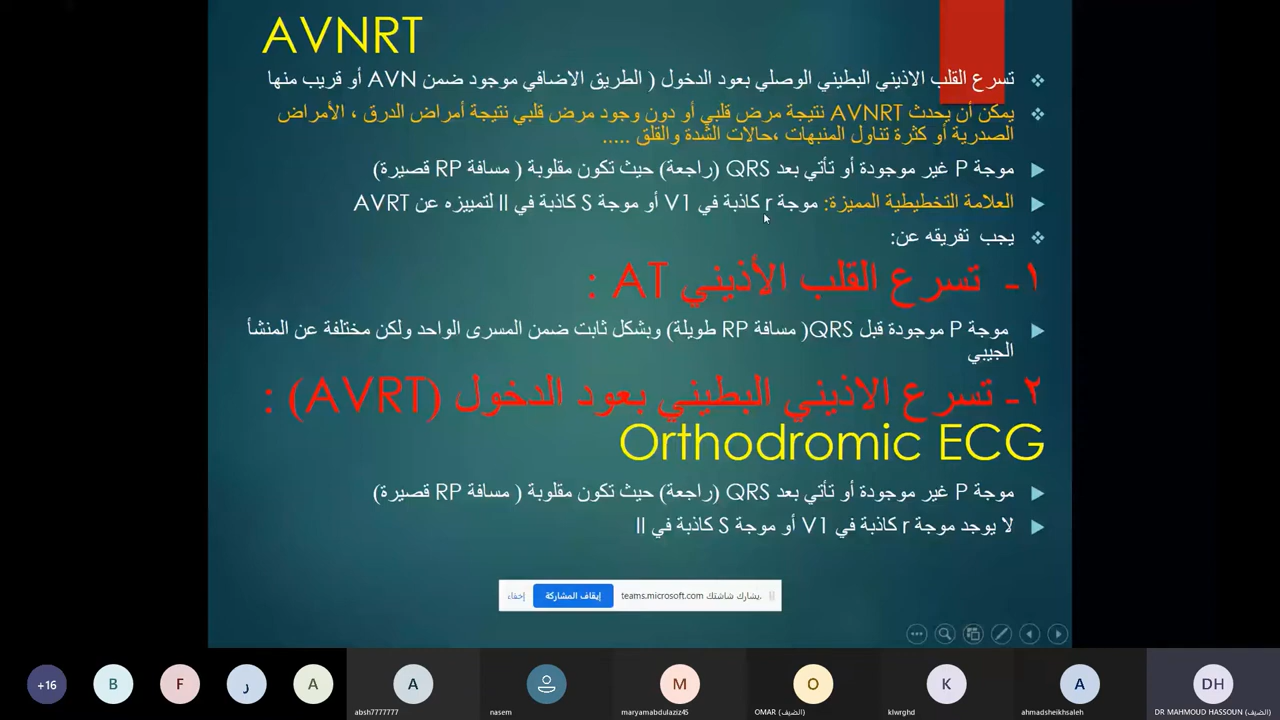 AVNRT
تسرع القلب الاذيني البطيني الوصلي بعود الدخول ( الطريق الاضافي موجود ضمن AVN أو قريب منها
يمكن أن يحدث AVNRT نتيجة مرض قلبي أو دون وجود مرض قلبي نتيجة أمراض الدرق ، الأمراض
الصدرية أو كثرة تناول المنبهات ،حالات الشدة والقلق .....
موجة P غير موجودة أو تأتي بعد QRS (راجعة) حيث تكون مقلوبة ( مسافة RP قصيرة)
العلامة التخطيطية المميزة: موجة r كاذبة في V1 أو موجة S كاذبة في II لتمييزه عن AVRT
يجب تفريقه عن:
١- تسرع القلب الأذيني AT :
موجة P موجودة قبل QRS( مسافة RP طويلة) وبشكل ثابت ضمن المسرى الواحد ولكن مختلفة عن المنشأ
الجيبي
٢- تسرع الاذيني البطيني بعود الدخول (AVRT) :
Orthodromic ECG
موجة P غير موجودة أو تأتي بعد QRS (راجعة) حيث تكون مقلوبة ( مسافة RP قصيرة)
لا يوجد موجة r كاذبة في V1 أو موجة S كاذبة في II
يشارك شاشتك teams.microsoft.com.
إيقاف المشاركة
إخفاء
+16
B
F
ر
A
A
M
O
K
A
DH
absh7777777
nasem
maryamabdulaziz45
OMAR (الضيف)
klwrghd
ahmadsheikhsaleh
DR MAHMOUD HASSOUN (الضيف)